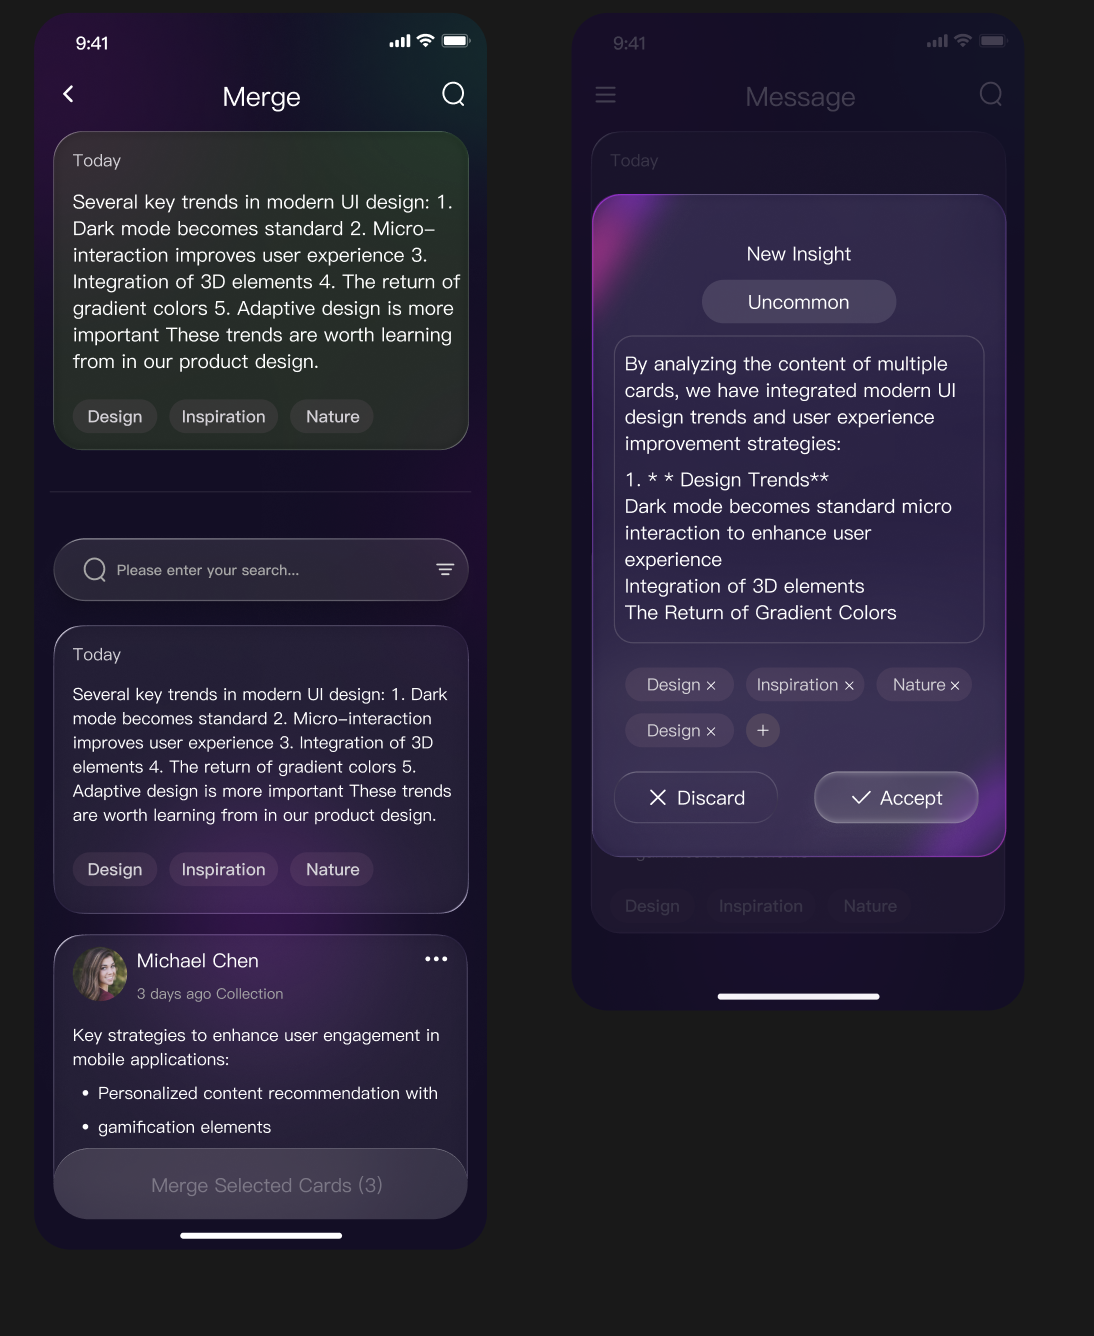 9:41
Merge
Today
Several key trends in modern UI design: 1.
Dark mode becomes standard 2. Micro-
interaction improves user experience 3.
Integration of 3D elements 4. The return of
gradient colors 5. Adaptive design is more
important These trends are worth learning
from in our product design.
Design Inspiration Nature
Please enter your search...
Today
Several key trends in modern UI design: 1. Dark
mode becomes standard 2. Micro-interaction
improves user experience 3. Integration of 3D
elements 4. The return of gradient colors 5.
Adaptive design is more important These trends
are worth learning from in our product design.
Design Inspiration Nature
Michael Chen
3 days ago Collection
Key strategies to enhance user engagement in
mobile applications:
• Personalized content recommendation with
• gamification elements
Merge Selected Cards (3)
9:41
Message
Today
New Insight
Uncommon
By analyzing the content of multiple
cards, we have integrated modern UI
design trends and user experience
improvement strategies:
1. * * Design Trends**
Dark mode becomes standard micro
interaction to enhance user
experience
Integration of 3D elements
The Return of Gradient Colors
Design × Inspiration × Nature ×
Design × +
Discard Accept
Design Inspiration Nature